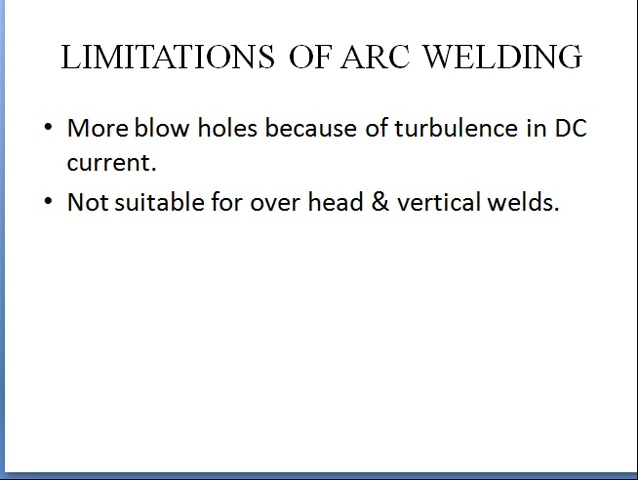 LIMITATIONS OF ARC WELDING
• More blow holes because of turbulence in DC
current.
• Not suitable for over head & vertical welds.